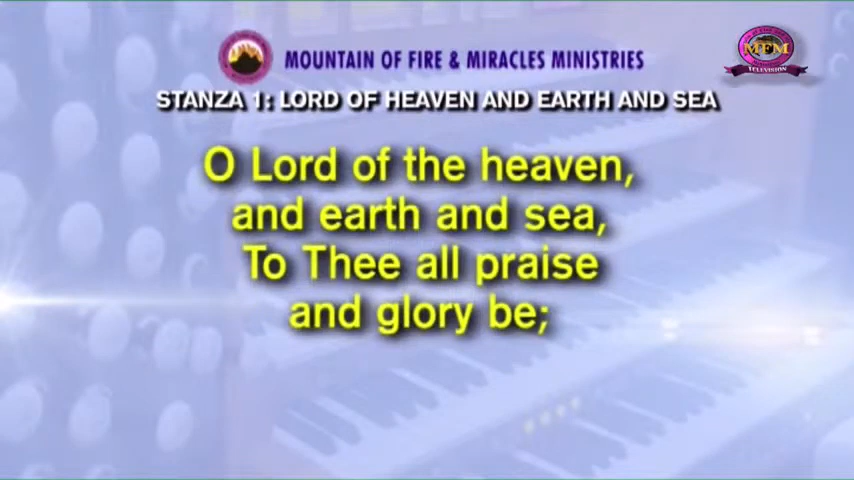 MOUNTAIN OF FIRE & MIRACLES MINISTRIES
MFM
TELEVISION
STANZA 1: LORD OF HEAVEN AND EARTH AND SEA
O Lord of the heaven,
and earth and sea,
To Thee all praise
and glory be;